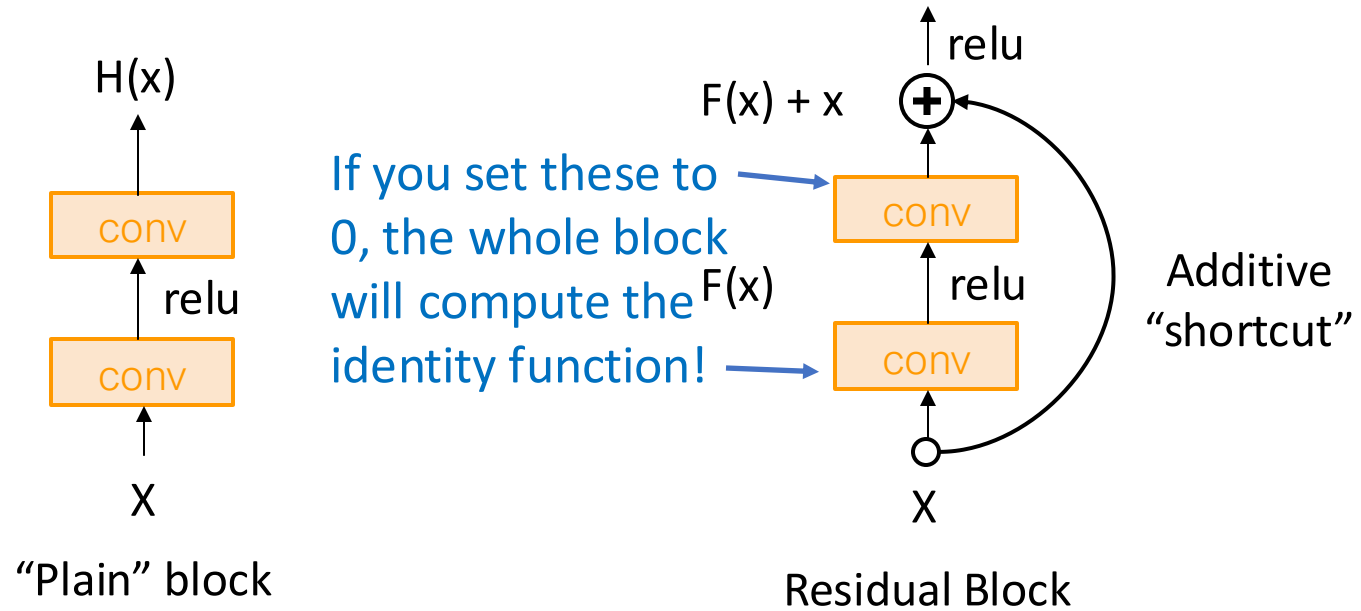 H(x)
conv
relu
conv
X
“Plain” block
If you set these to
0, the whole block
will compute the
identity function!
relu
F(x) + x
conv
F(x)
relu
conv
X
Residual Block
Additive
“shortcut”